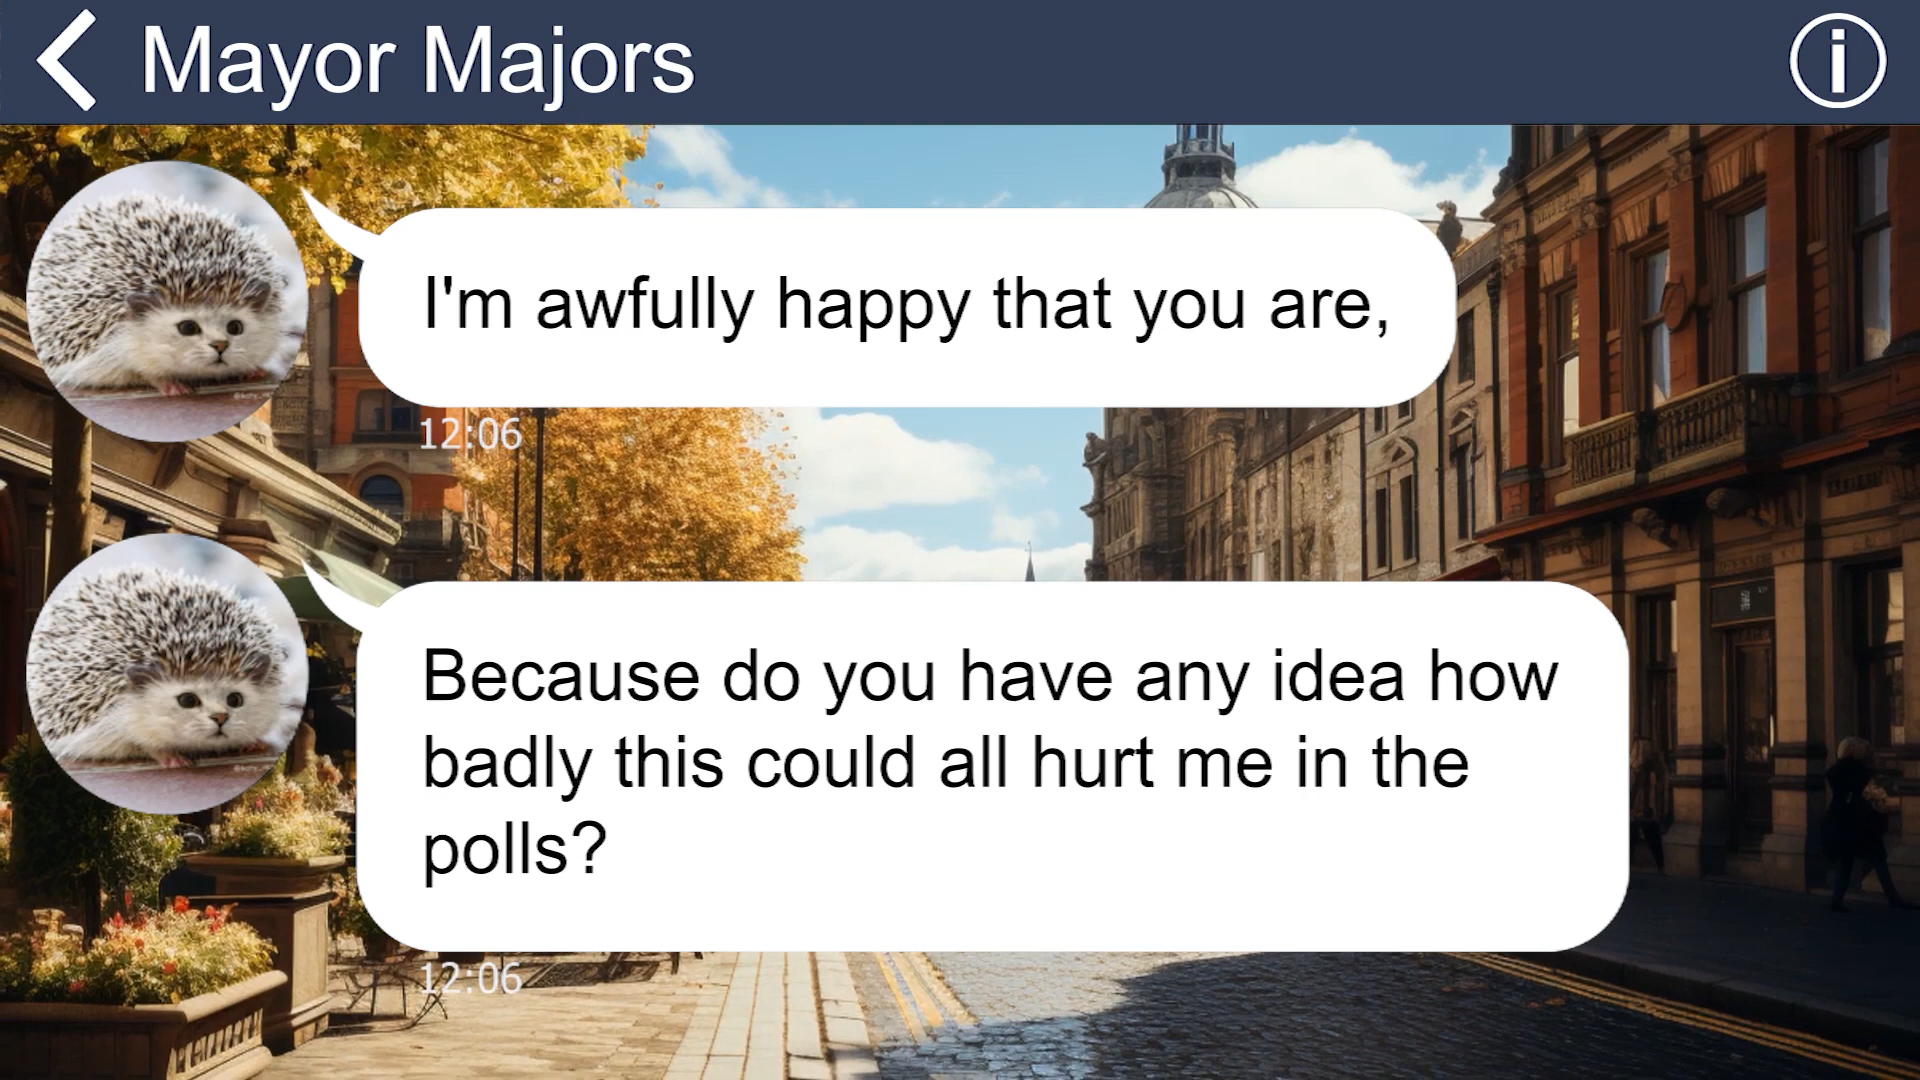 Mayor Majors
I'm awfully happy that you are,
12:06
Because do you have any idea how
badly this could all hurt me in the
polls?
12:06